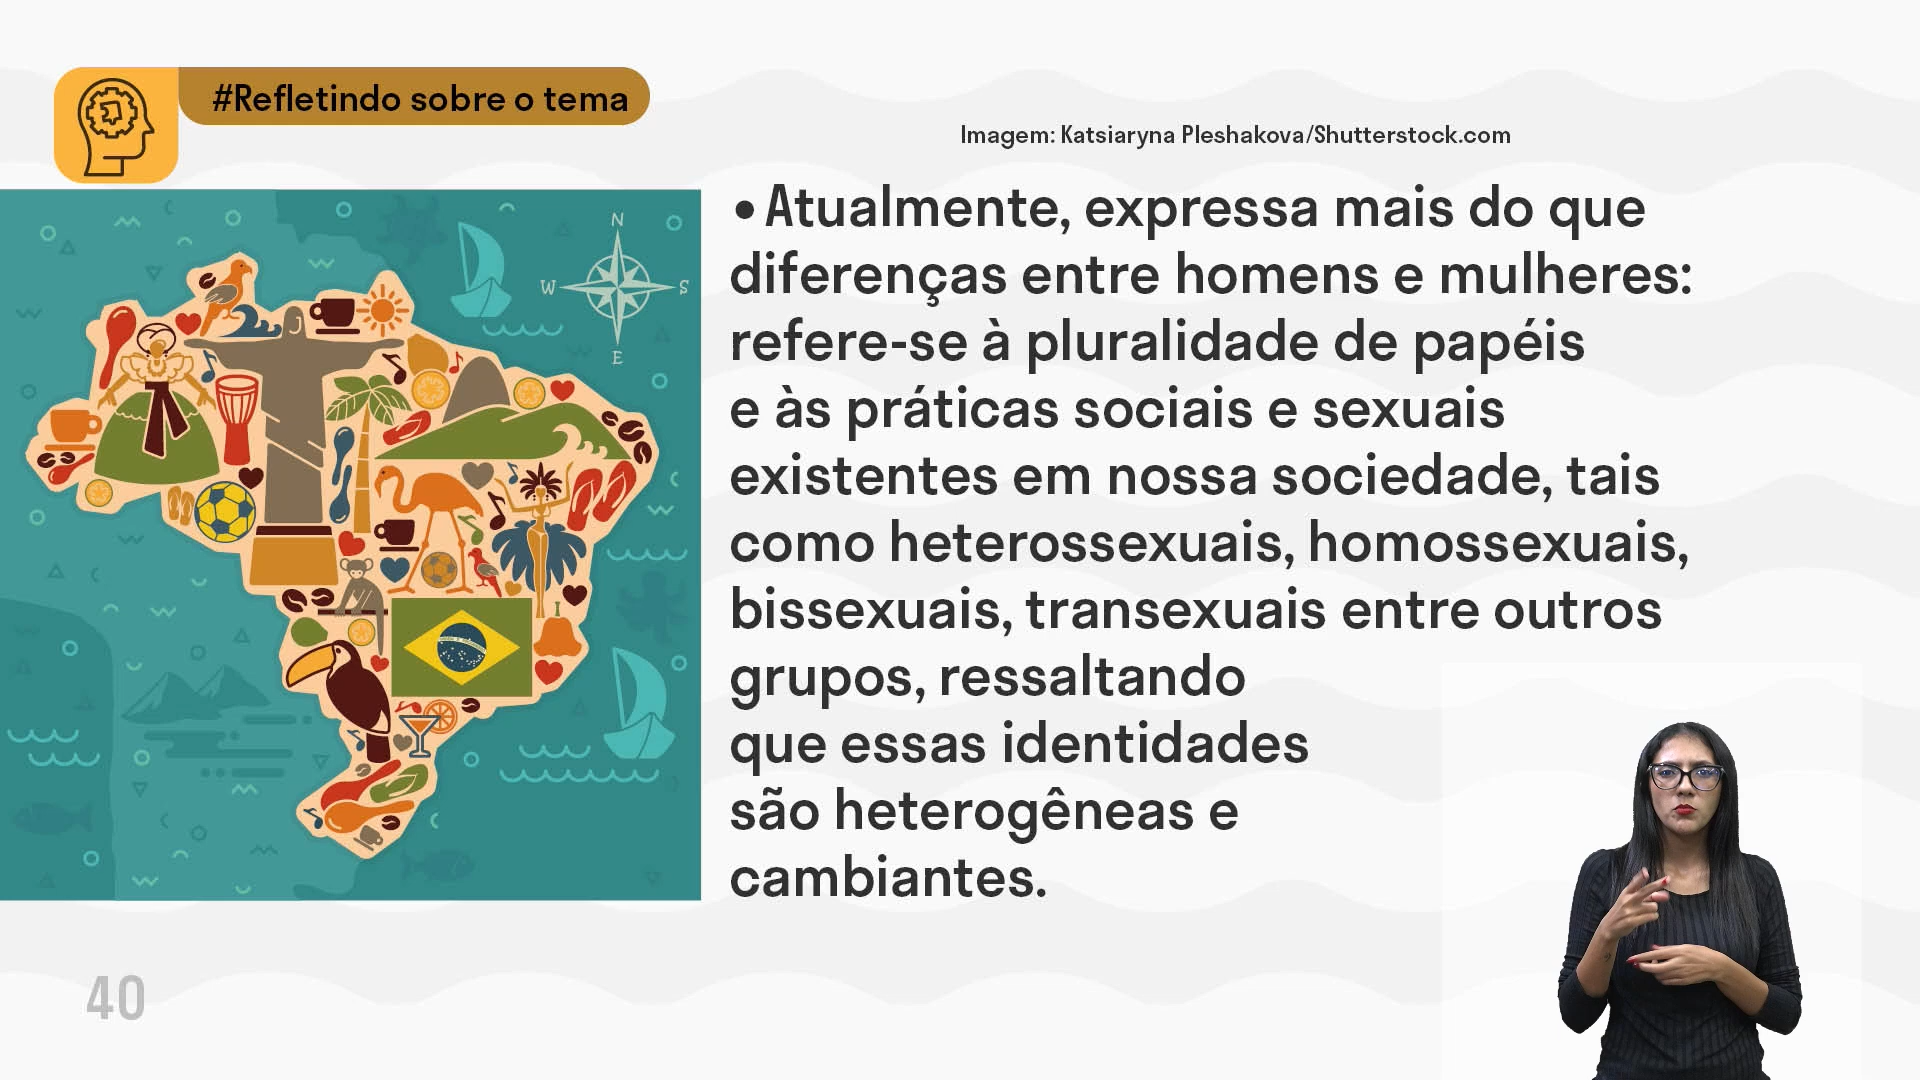 #Refletindo sobre o tema
Imagem: Katsiaryna Pleshakova/Shutterstock.com
N
W S
E
• Atualmente, expressa mais do que
diferenças entre homens e mulheres:
refere-se à pluralidade de papéis
e às práticas sociais e sexuais
existentes em nossa sociedade, tais
como heterossexuais, homossexuais,
bissexuais, transexuais entre outros
grupos, ressaltando
que essas identidades
são heterogêneas e
cambiantes.
40